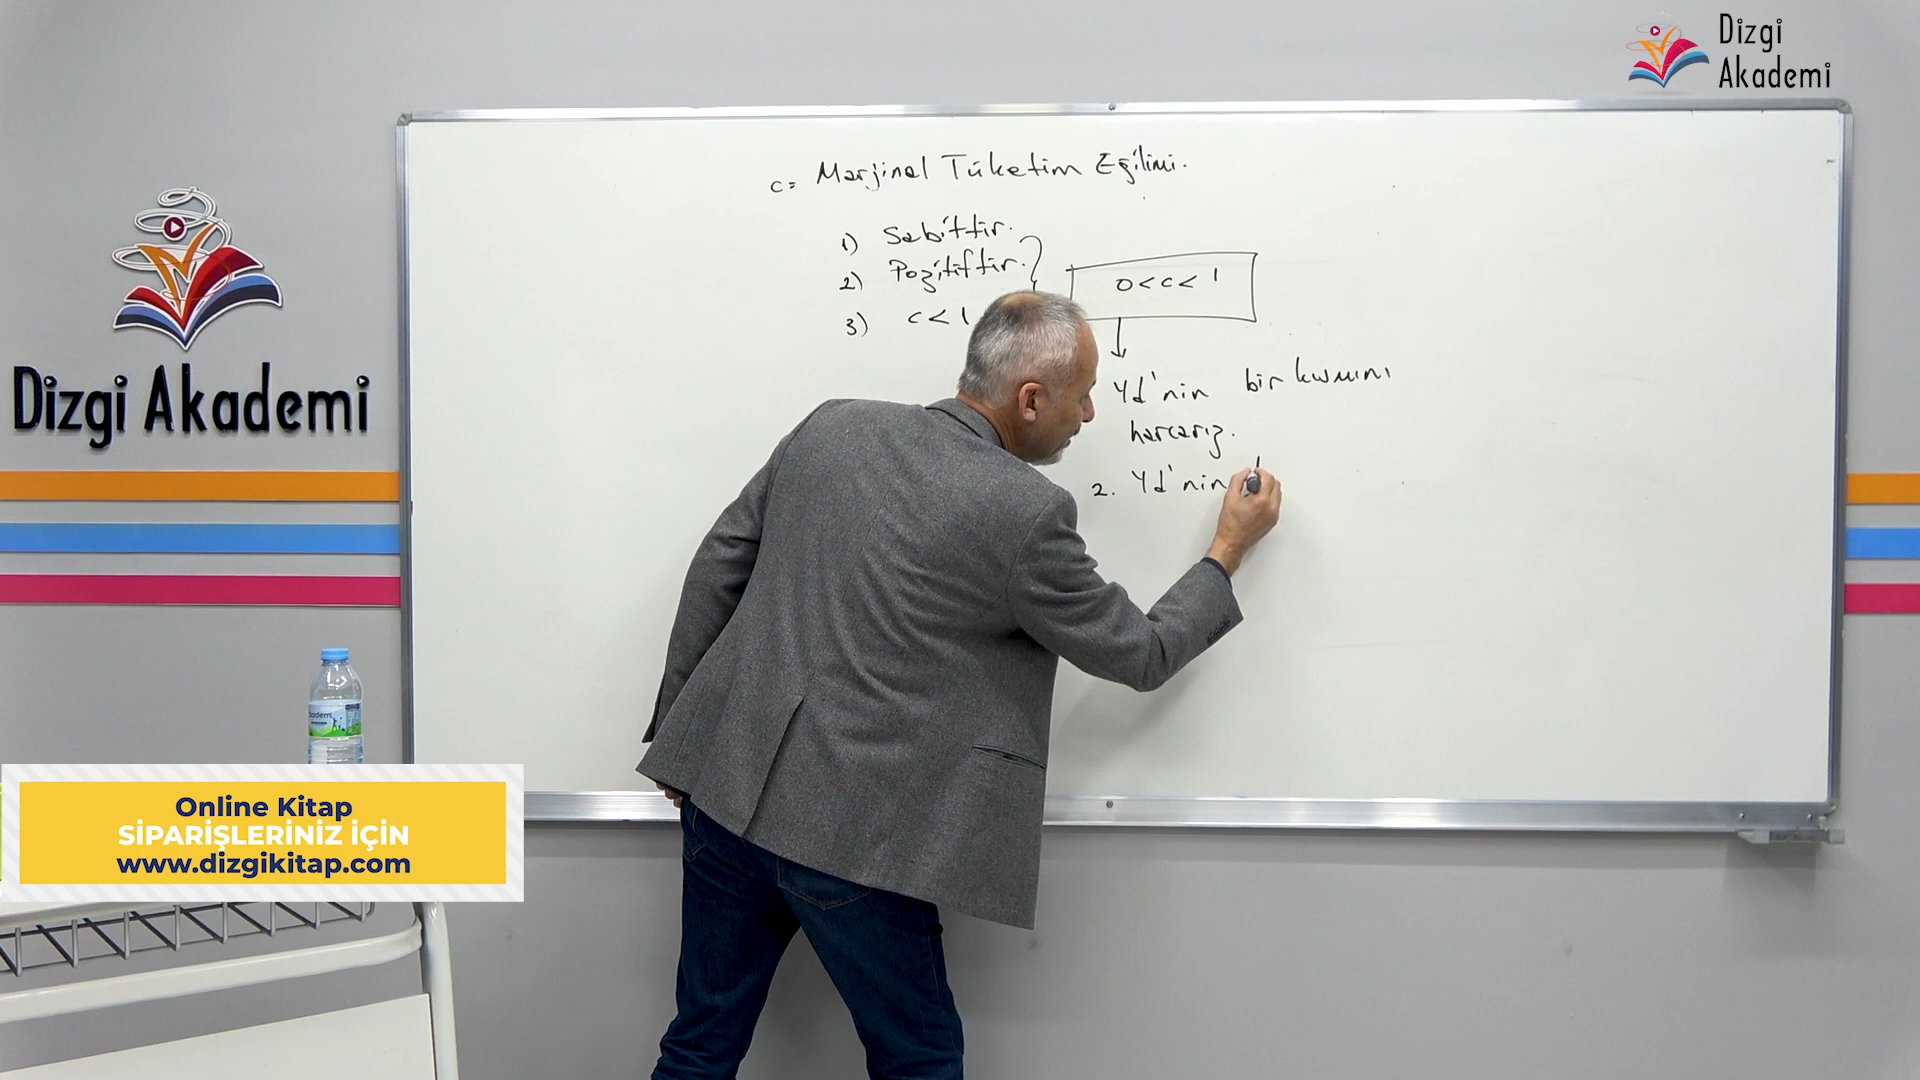 Dizgi
Akademi
c = Marjinal Tüketim Eğilimi.
1) Sabittir.
2) Pozitiftir.
3) c < 1
0 < c < 1
Yd'nin bir kısmını
harcarız.
2. Yd'nin
Dizgi Akademi
Online Kitap
SİPARİŞLERİNİZ İÇİN
www.dizgikitap.com